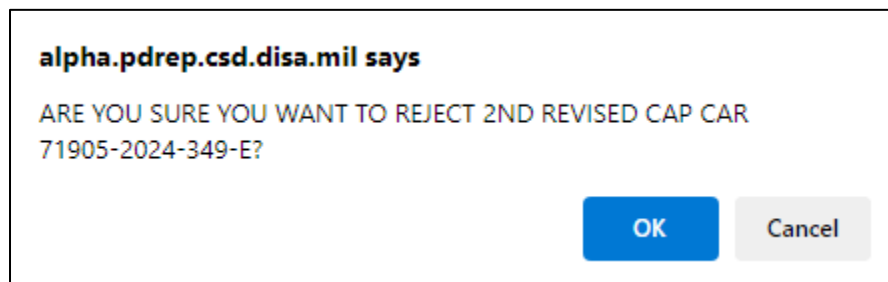 alpha.pdrep.csd.disa.mil says
ARE YOU SURE YOU WANT TO REJECT 2ND REVISED CAP CAR
71905-2024-349-E?
OK
Cancel